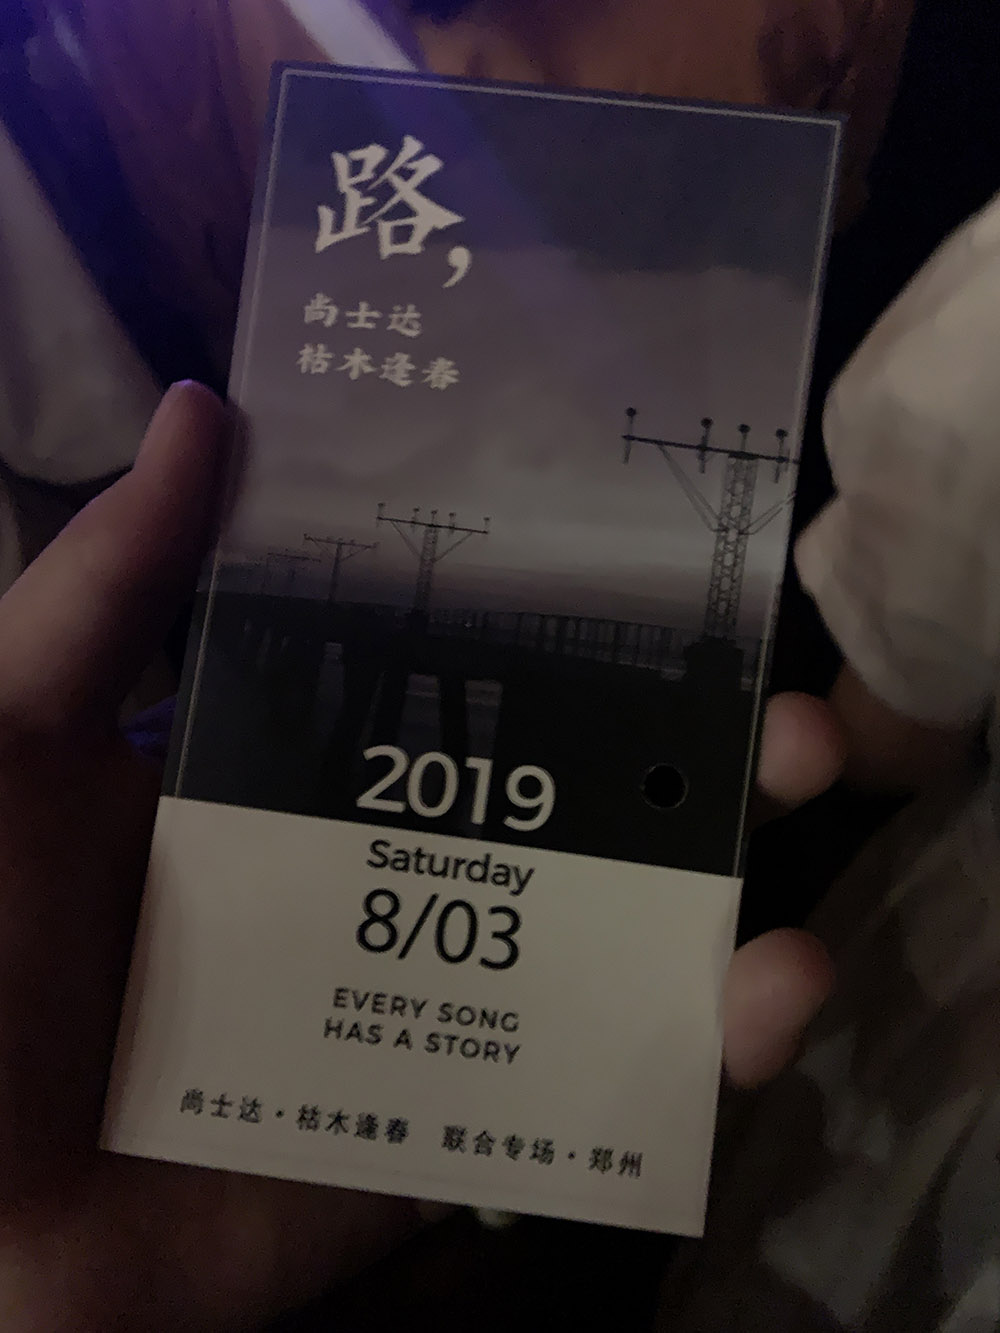 路，
尚士达
枯木逢春
2019
Saturday
8/03
EVERY SONG
HAS A STORY
尚士达·枯木逢春 联合专场·郑州